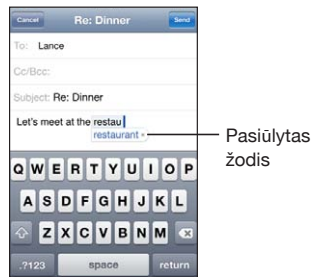 Cancel Re: Dinner Send
To: Lance
Cc/Bcc:
Subject: Re: Dinner
Let's meet at the restau
restaurant ×
Pasiūlytas
žodis
Q W E R T Y U I O P
A S D F G H J K L
Z X C V B N M
.?123 space return